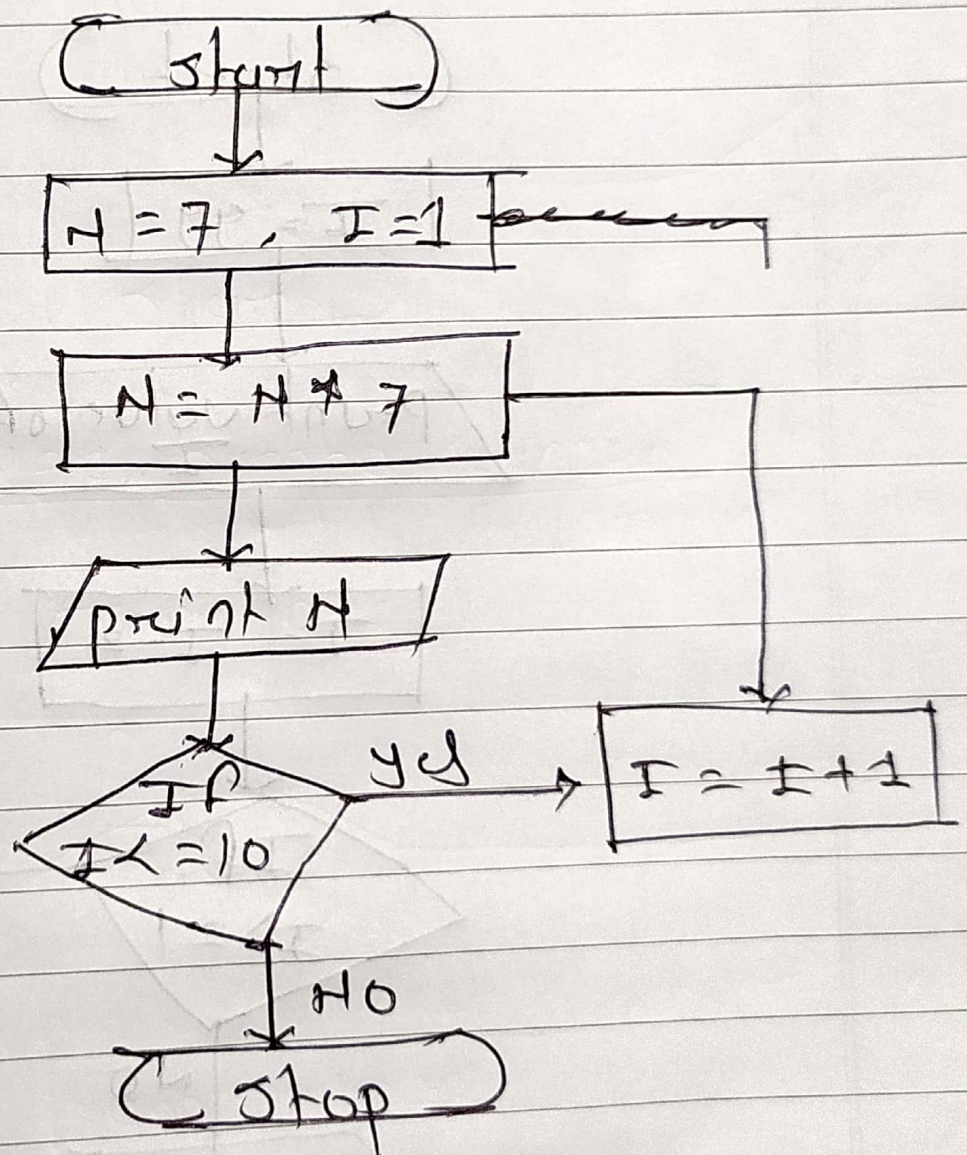 start
N = 7, I = 1
N = N * 7
print N
If
I < = 10
yes
I = I + 1
NO
stop